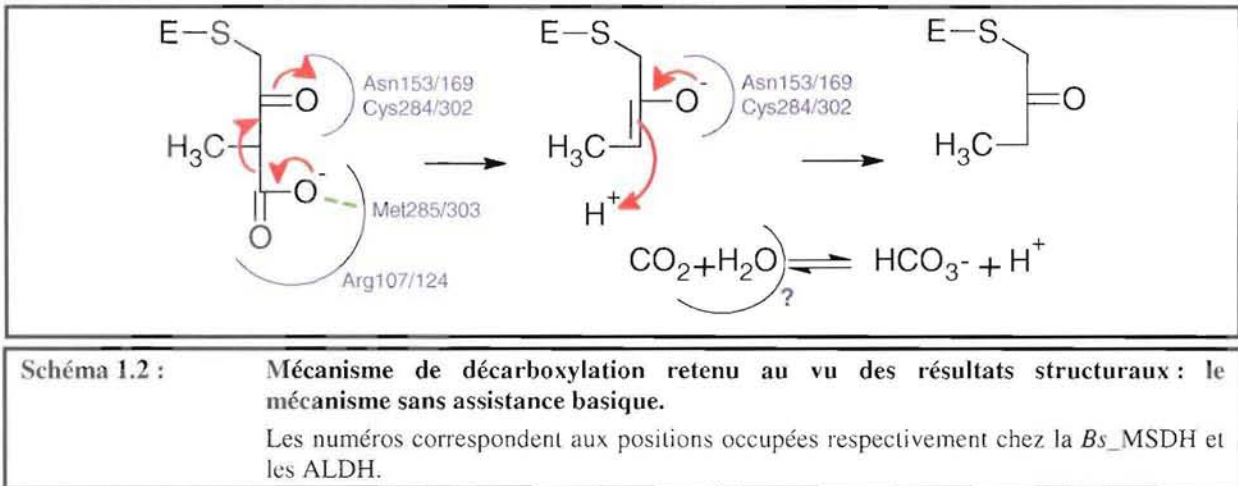 E–S
O
Asn153/169
Cys284/302
H₃C
O⁻
Met285/303
O
Arg107/124
E–S
O⁻
Asn153/169
Cys284/302
H₃C
H⁺
CO₂+H₂O HCO₃- + H⁺
?
E–S
O
H₃C
Schéma 1.2 : Mécanisme de décarboxylation retenu au vu des résultats structuraux : le
mécanisme sans assistance basique.
Les numéros correspondent aux positions occupées respectivement chez la Bs_MSDH et
les ALDH.